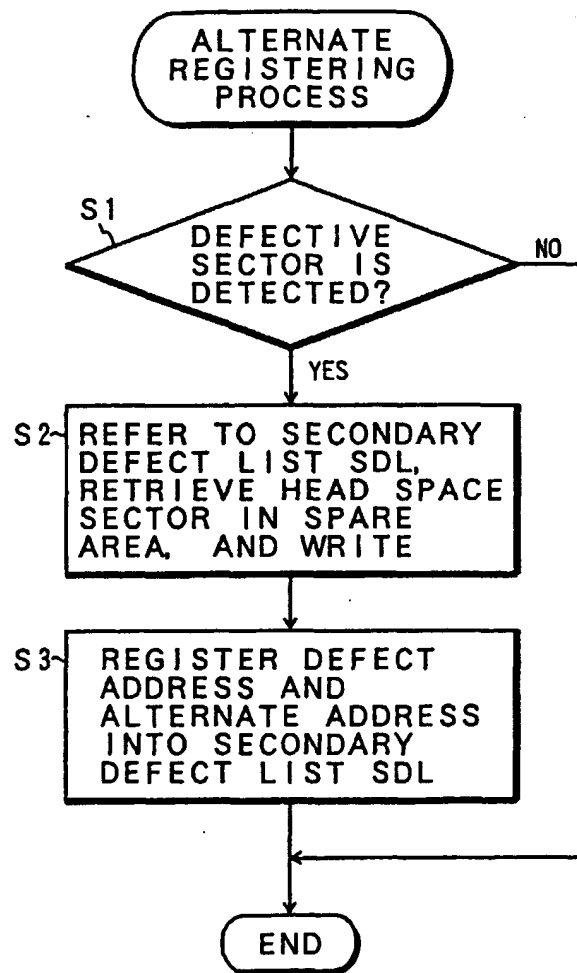 ALTERNATE
REGISTERING
PROCESS
S1
DEFECTIVE
SECTOR IS
DETECTED?
NO
YES
S2
REFER TO SECONDARY
DEFECT LIST SDL,
RETRIEVE HEAD SPACE
SECTOR IN SPARE
AREA, AND WRITE
S3
REGISTER DEFECT
ADDRESS AND
ALTERNATE ADDRESS
INTO SECONDARY
DEFECT LIST SDL
END